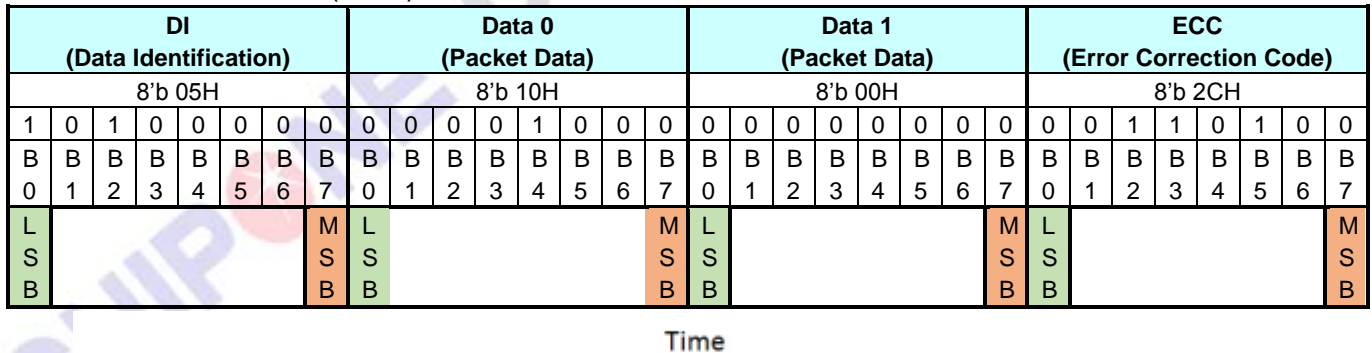 DI Data 0 Data 1 ECC
(Data Identification) (Packet Data) (Packet Data) (Error Correction Code)
8’b 05H 8’b 10H 8’b 00H 8’b 2CH
1 0 1 0 0 0 0 0 0 0 0 0 1 0 0 0 0 0 0 0 0 0 0 0 0 0 1 1 0 1 0 0
B B B B B B B B B B B B B B B B B B B B B B B B B B B B B B B B
0 1 2 3 4 5 6 7 0 1 2 3 4 5 6 7 0 1 2 3 4 5 6 7 0 1 2 3 4 5 6 7
L M L M L M L M
S S S S S S S S
B B B B B B B B
Time